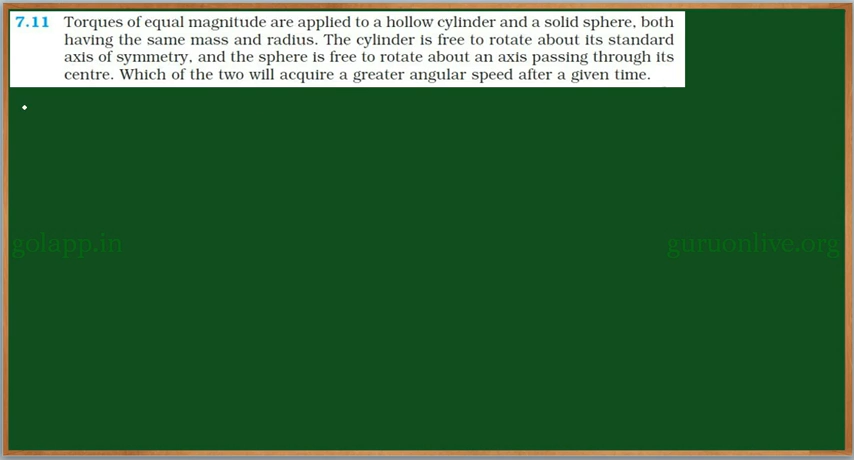 7.11 Torques of equal magnitude are applied to a hollow cylinder and a solid sphere, both
having the same mass and radius. The cylinder is free to rotate about its standard
axis of symmetry, and the sphere is free to rotate about an axis passing through its
centre. Which of the two will acquire a greater angular speed after a given time.
golapp.in
guruonlive.org